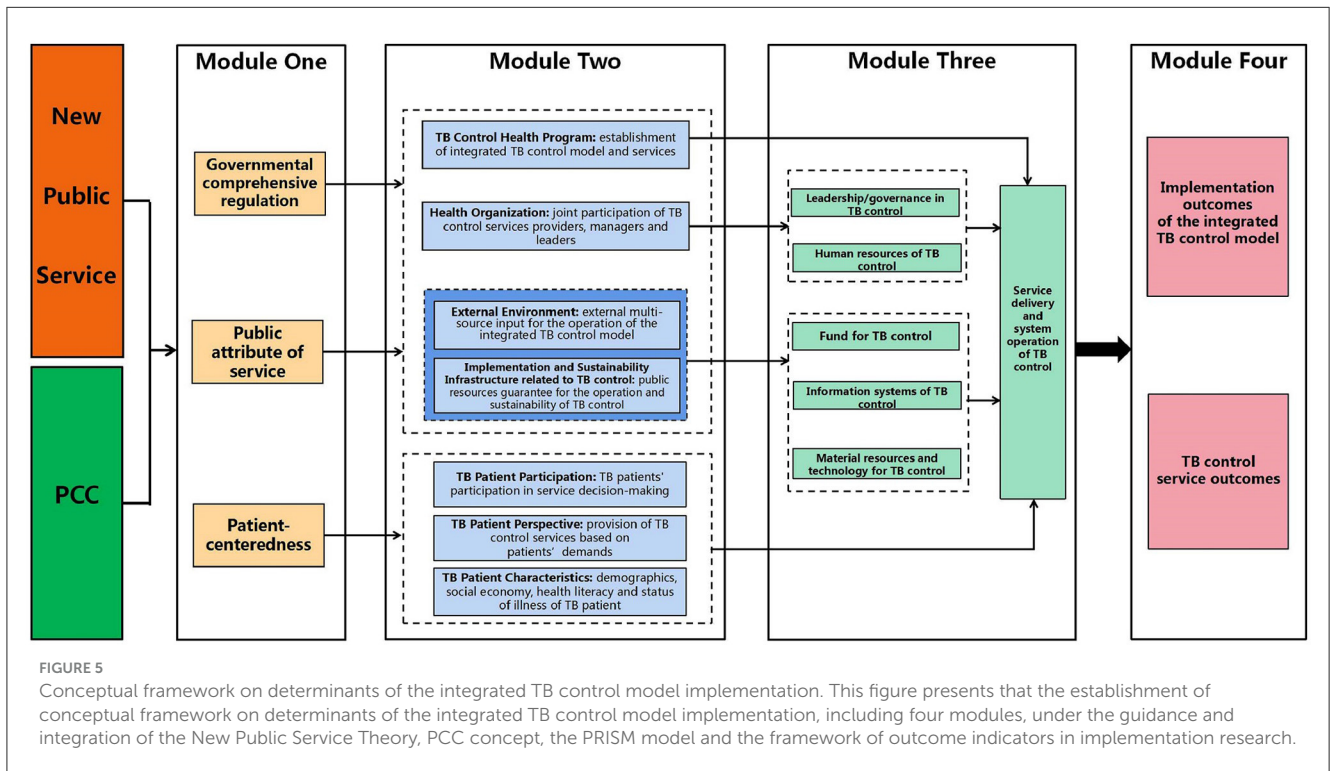 New
Public
Service
PCC
Module One
Governmental
comprehensive
regulation
Public
attribute of
service
Patient-
centeredness
Module Two
TB Control Health Program: establishment
of integrated TB control model and services
Health Organization: joint participation of TB
control services providers, managers and
leaders
External Environment: external multi-
source input for the operation of the
integrated TB control model
Implementation and Sustainability
Infrastructure related to TB control: public
resources guarantee for the operation and
sustainability of TB control
TB Patient Participation: TB patients'
participation in service decision-making
TB Patient Perspective: provision of TB
control services based on
patients' demands
TB Patient Characteristics: demographics,
social economy, health literacy and status
of illness of TB patient
Module Three
Leadership/governance in
TB control
Human resources of TB
control
Fund for TB control
Information systems of TB
control
Material resources and
technology for TB control
Service
delivery
and
system
operation
of TB
control
Module Four
Implementation
outcomes
of the integrated
TB control model
TB control
service outcomes
FIGURE 5
Conceptual framework on determinants of the integrated TB control model implementation. This figure presents that the establishment of
conceptual framework on determinants of the integrated TB control model implementation, including four modules, under the guidance and
integration of the New Public Service Theory, PCC concept, the PRISM model and the framework of outcome indicators in implementation research.